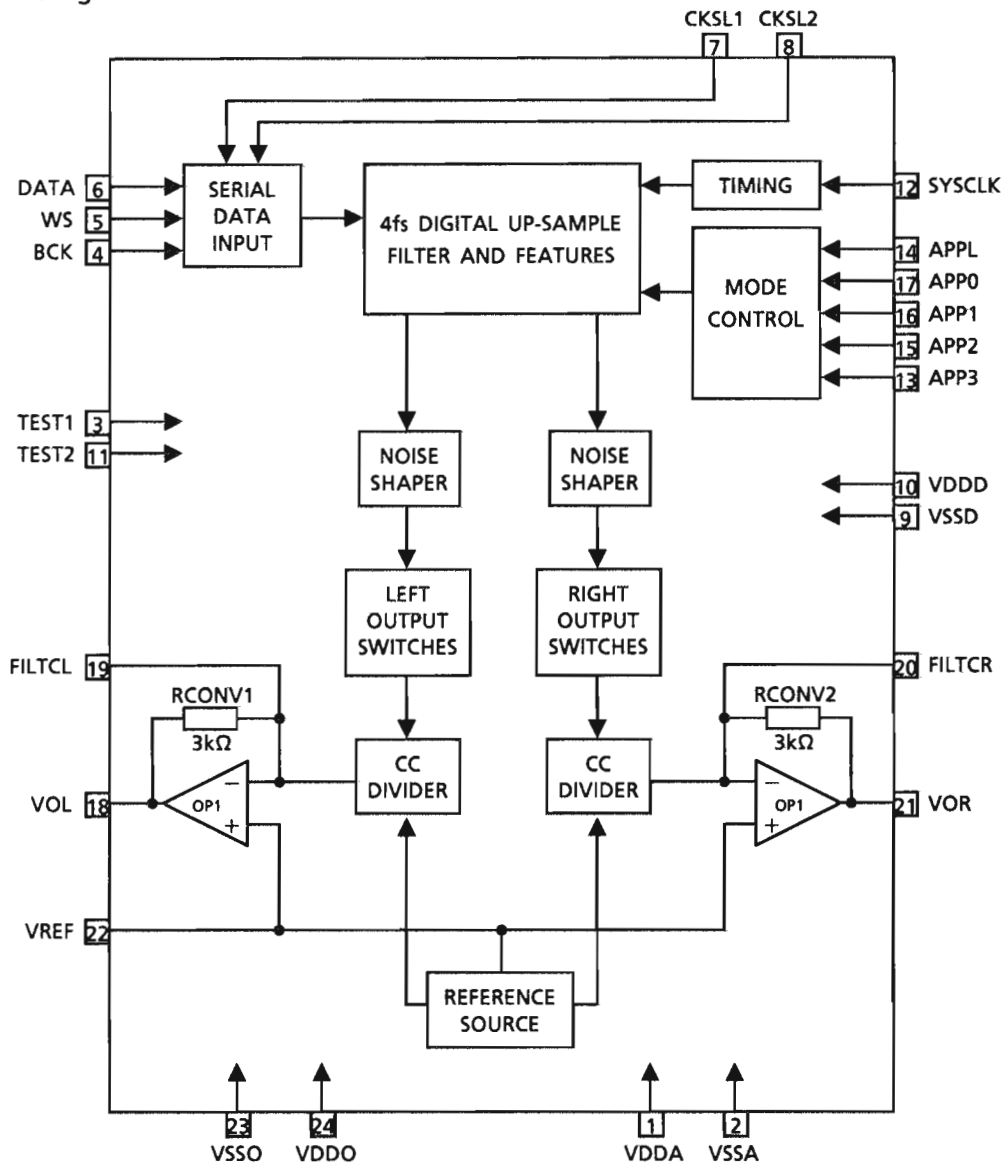 CKSL1 CKSL2
7 8
DATA 6
WS 5
BCK 4
SERIAL
DATA
INPUT
4fs DIGITAL UP-SAMPLE
FILTER AND FEATURES
TIMING
12 SYSCLK
MODE
CONTROL
14 APPL
17 APP0
16 APP1
15 APP2
13 APP3
TEST1 3
TEST2 11
NOISE
SHAPER
NOISE
SHAPER
10 VDDD
9 VSSD
LEFT
OUTPUT
SWITCHES
RIGHT
OUTPUT
SWITCHES
FILTCL 19
20 FILTCR
RCONV1
3kΩ
RCONV2
3kΩ
CC
DIVIDER
CC
DIVIDER
VOL 18
OP1
−
+
−
+
OP1
21 VOR
VREF 22
REFERENCE
SOURCE
23 24 1 2
VSSO VDDO VDDA VSSA